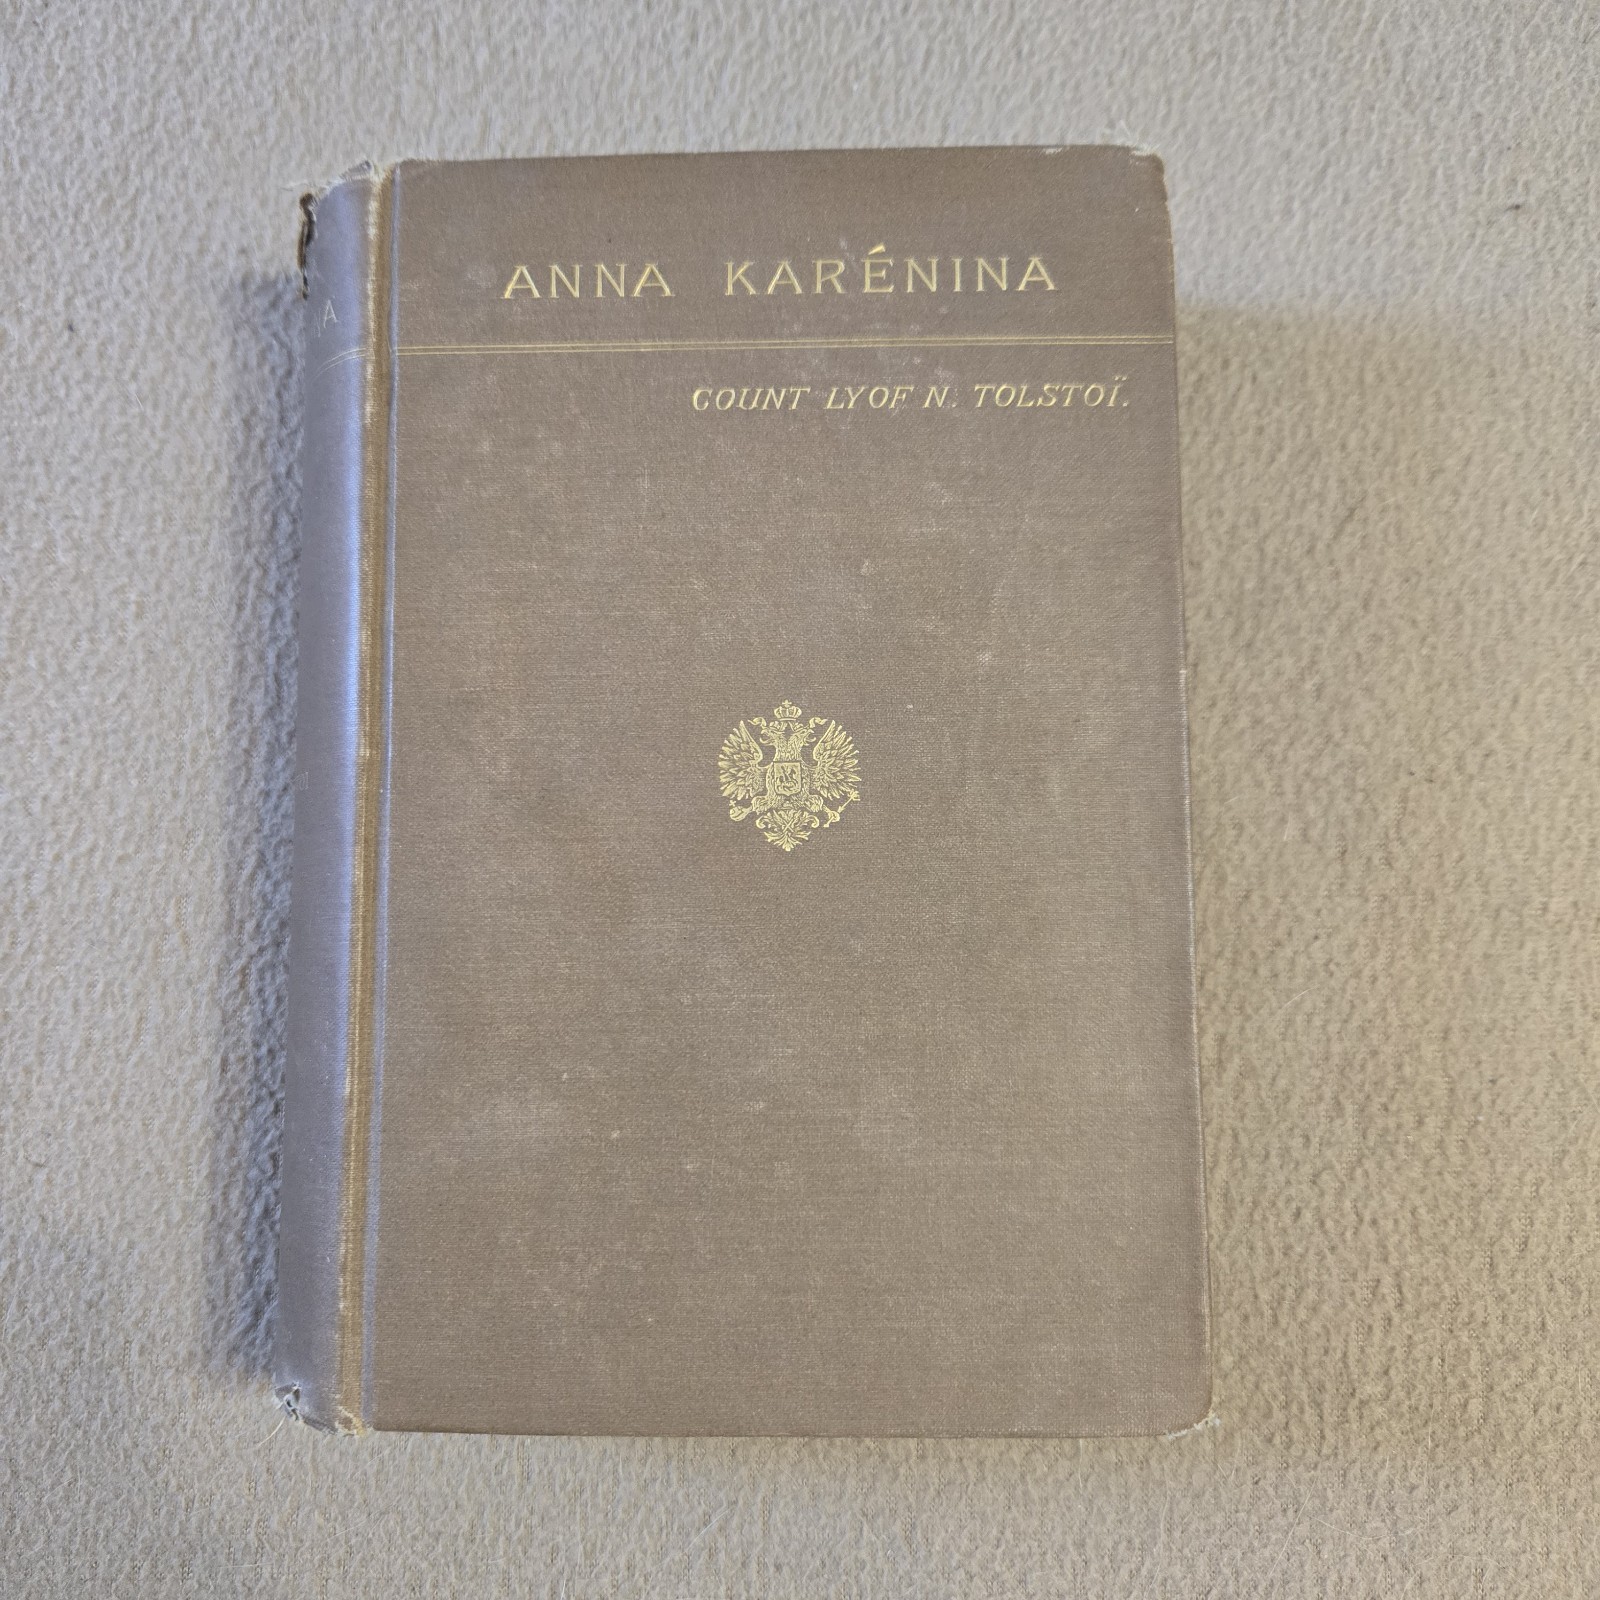 ANNA KARÉNINA
COUNT LYOF N. TOLSTOÏ.